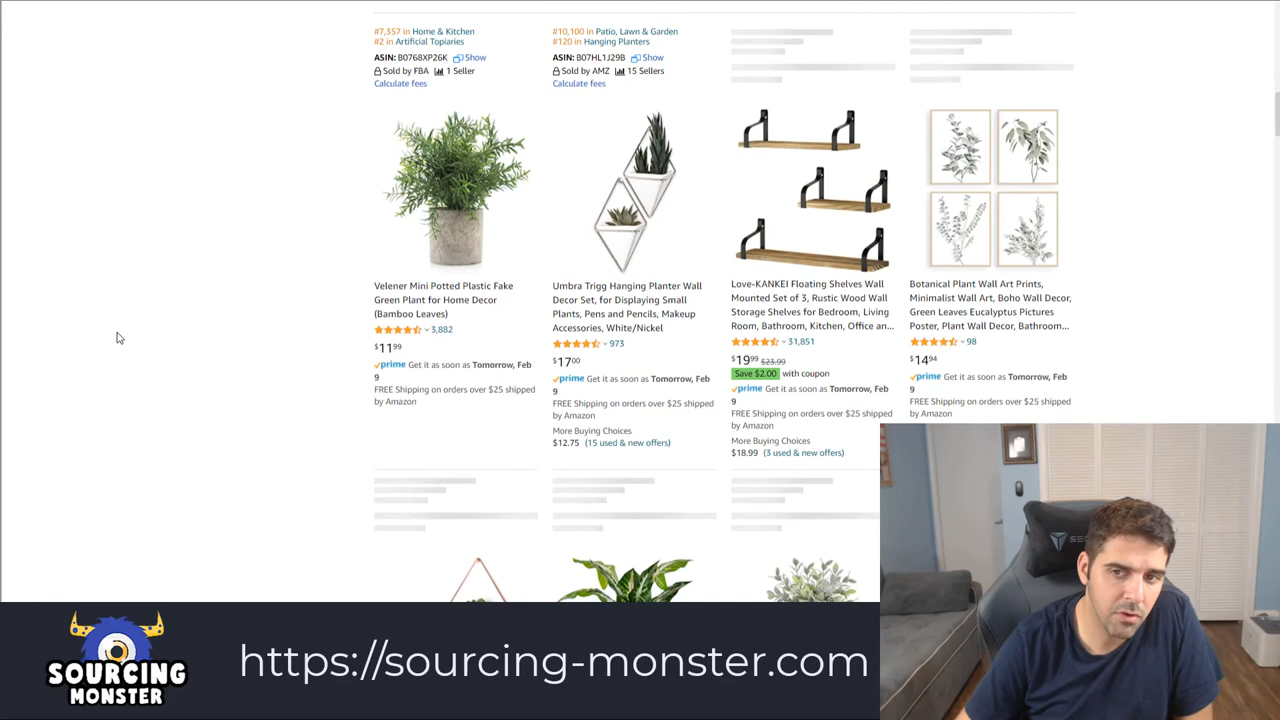 #7,357 in Home & Kitchen
#2 in Artificial Topiaries
ASIN: B0768XP26K Show
Sold by FBA 1 Seller
Calculate fees
Velener Mini Potted Plastic Fake
Green Plant for Home Decor
(Bamboo Leaves)
3,882
$11.99
prime Get it as soon as Tomorrow, Feb
9
FREE Shipping on orders over $25 shipped
by Amazon
#10,100 in Patio, Lawn & Garden
#120 in Hanging Planters
ASIN: B07HL1J29B Show
Sold by AMZ 15 Sellers
Calculate fees
Umbra Trigg Hanging Planter Wall
Decor Set, for Displaying Small
Plants, Pens and Pencils, Makeup
Accessories, White/Nickel
973
$17.00
prime Get it as soon as Tomorrow, Feb
9
FREE Shipping on orders over $25 shipped
by Amazon
More Buying Choices
$12.75 (15 used & new offers)
Love-KANKEI Floating Shelves Wall
Mounted Set of 3, Rustic Wood Wall
Storage Shelves for Bedroom, Living
Room, Bathroom, Kitchen, Office an...
31,851
$19.99 $23.99
Save $2.00 with coupon
prime Get it as soon as Tomorrow, Feb
9
FREE Shipping on orders over $25 shipped
by Amazon
More Buying Choices
$18.99 (3 used & new offers)
Botanical Plant Wall Art Prints,
Minimalist Wall Art, Boho Wall Decor,
Green Leaves Eucalyptus Pictures
Poster, Plant Wall Decor, Bathroom...
98
$14.94
prime Get it as soon as Tomorrow, Feb
9
FREE Shipping on orders over $25 shipped
by Amazon
SOURCING
MONSTER
https://sourcing-monster.com